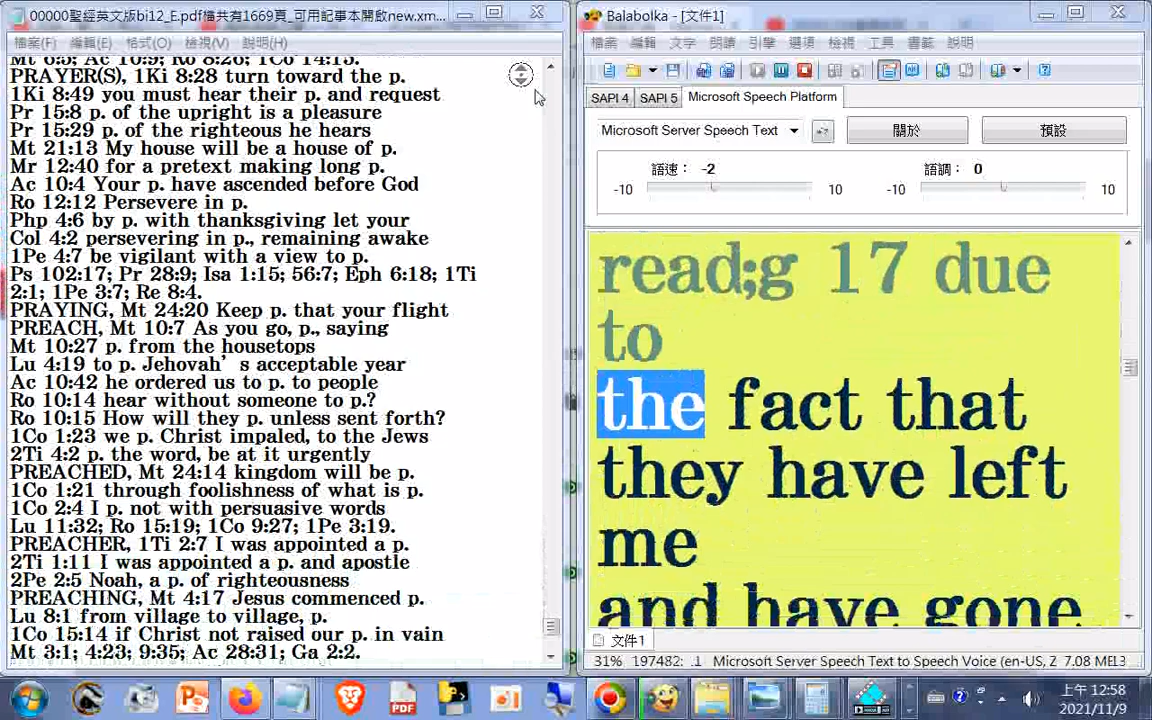 00000聖經英文版bi12_E.pdf檔共有1669頁_可用記事本開啟new.xm...
檔案(F) 編輯(E) 格式(O) 檢視(V) 說明(H)
Mt 6:5; Ac 10:9; Ro 8:26; 1Co 14:15.
PRAYER(S), 1Ki 8:28 turn toward the p.
1Ki 8:49 you must hear their p. and request
Pr 15:8 p. of the upright is a pleasure
Pr 15:29 p. of the righteous he hears
Mt 21:13 My house will be a house of p.
Mr 12:40 for a pretext making long p.
Ac 10:4 Your p. have ascended before God
Ro 12:12 Persevere in p.
Php 4:6 by p. with thanksgiving let your
Col 4:2 persevering in p., remaining awake
1Pe 4:7 be vigilant with a view to p.
Ps 102:17; Pr 28:9; Isa 1:15; 56:7; Eph 6:18; 1Ti
2:1; 1Pe 3:7; Re 8:4.
PRAYING, Mt 24:20 Keep p. that your flight
PREACH, Mt 10:7 As you go, p., saying
Mt 10:27 p. from the housetops
Lu 4:19 to p. Jehovah’s acceptable year
Ac 10:42 he ordered us to p. to people
Ro 10:14 hear without someone to p.?
Ro 10:15 How will they p. unless sent forth?
1Co 1:23 we p. Christ impaled, to the Jews
2Ti 4:2 p. the word, be at it urgently
PREACHED, Mt 24:14 kingdom will be p.
1Co 1:21 through foolishness of what is p.
1Co 2:4 I p. not with persuasive words
Lu 11:32; Ro 15:19; 1Co 9:27; 1Pe 3:19.
PREACHER, 1Ti 2:7 I was appointed a p.
2Ti 1:11 I was appointed a p. and apostle
2Pe 2:5 Noah, a p. of righteousness
PREACHING, Mt 4:17 Jesus commenced p.
Lu 8:1 from village to village, p.
1Co 15:14 if Christ not raised our p. in vain
Mt 3:1; 4:23; 9:35; Ac 28:31; Ga 2:2.
Balabolka - [文件1]
檔案 編輯 文字 閱讀 引擎 選項 檢視 工具 書籤 說明
SAPI 4 SAPI 5 Microsoft Speech Platform
Microsoft Server Speech Text 關於 預設
語速： -2 語調： 0
-10 10 -10 10
read;g 17 due
to
the fact that
they have left
me
and have gone
文件1
31% 197482: .1 Microsoft Server Speech Text to Speech Voice (en-US, Z 7.08 ME
PDF
上午 12:58
2021/11/9